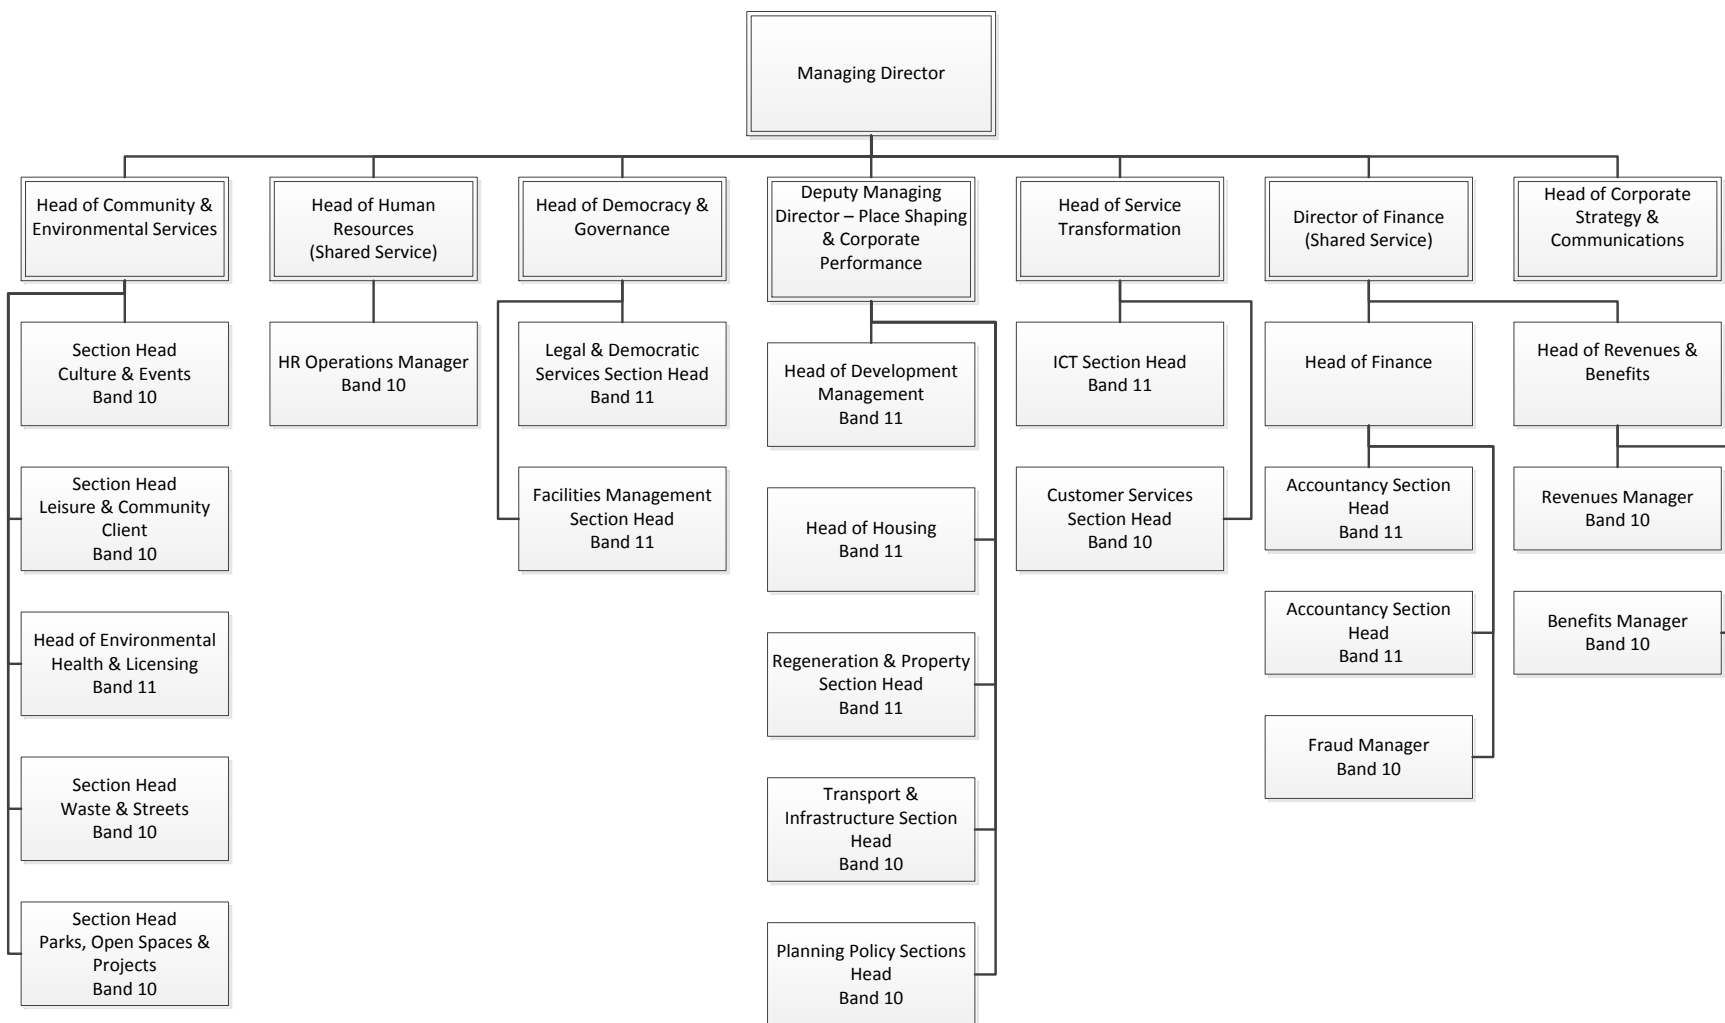 Managing Director
Head of Community &
Environmental Services
Head of Human
Resources
(Shared Service)
Head of Democracy &
Governance
Deputy Managing
Director – Place Shaping
& Corporate
Performance
Head of Service
Transformation
Director of Finance
(Shared Service)
Head of Corporate
Strategy &
Communications
Section Head
Culture & Events
Band 10
HR Operations Manager
Band 10
Legal & Democratic
Services Section Head
Band 11
Head of Development
Management
Band 11
ICT Section Head
Band 11
Head of Finance
Head of Revenues &
Benefits
Section Head
Leisure & Community
Client
Band 10
Facilities Management
Section Head
Band 11
Head of Housing
Band 11
Customer Services
Section Head
Band 10
Accountancy Section
Head
Band 11
Revenues Manager
Band 10
Head of Environmental
Health & Licensing
Band 11
Regeneration & Property
Section Head
Band 11
Accountancy Section
Head
Band 11
Benefits Manager
Band 10
Section Head
Waste & Streets
Band 10
Transport &
Infrastructure Section
Head
Band 10
Fraud Manager
Band 10
Section Head
Parks, Open Spaces &
Projects
Band 10
Planning Policy Sections
Head
Band 10